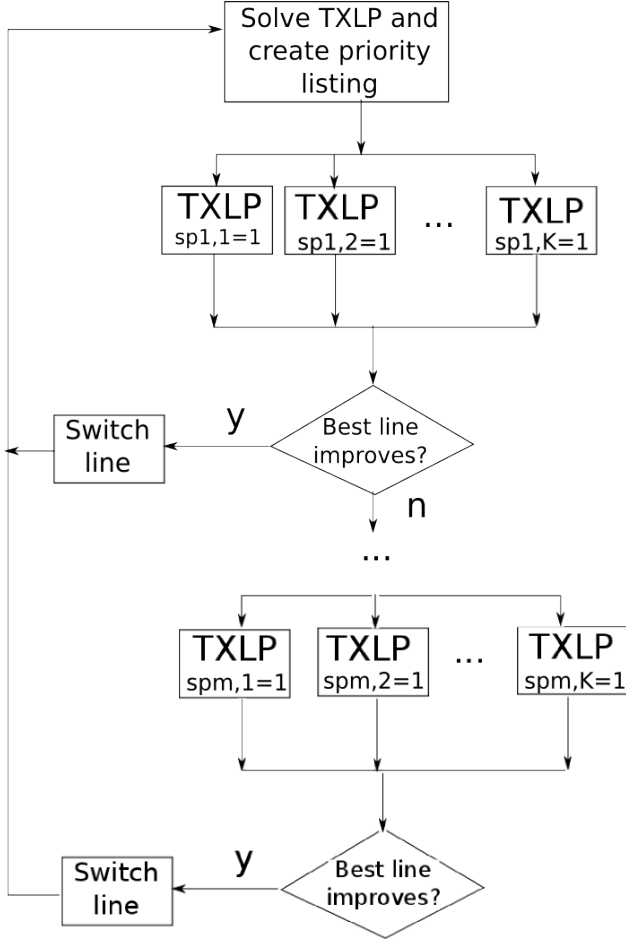 Solve TXLP and
create priority
listing
TXLP
sp1,1=1
TXLP
sp1,2=1
...
TXLP
sp1,K=1
Best line
improves?
y
Switch
line
n
...
TXLP
spm,1=1
TXLP
spm,2=1
...
TXLP
spm,K=1
Best line
improves?
y
Switch
line